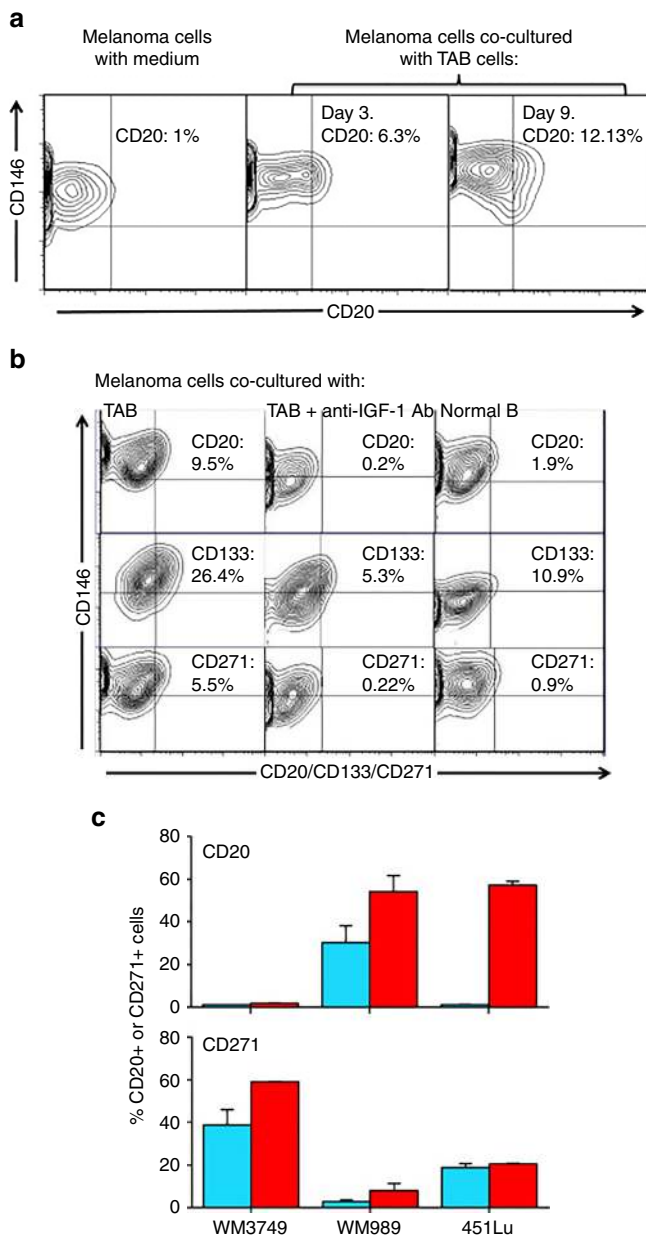 a
Melanoma cells
with medium
Melanoma cells co-cultured
with TAB cells:
CD20: 1%
Day 3.
CD20: 6.3%
Day 9.
CD20: 12.13%
CD146
CD20
b
Melanoma cells co-cultured with:
TAB
TAB + anti-IGF-1 Ab Normal B
CD20:
9.5%
CD20:
0.2%
CD20:
1.9%
CD133:
26.4%
CD133:
5.3%
CD133:
10.9%
CD271:
5.5%
CD271:
0.22%
CD271:
0.9%
CD146
CD20/CD133/CD271
c
% CD20+ or CD271+ cells
80
60
40
20
0
CD20
80
60
40
20
0
CD271
WM3749 WM989 451Lu